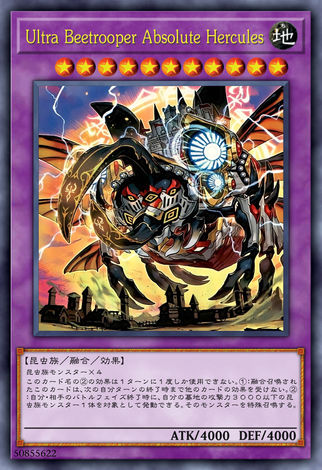 Ultra Beetrooper Absolute Hercules
地
【昆虫族／融合／効果】
昆虫族モンスター×４
このカード名の②の効果は１ターンに１度しか使用できない。①：融合召喚され
たこのカードは、次の自分ターンの終了時まで他のカードの効果を受けない。②
：自分・相手のバトルフェイズ終了時に、自分の墓地の攻撃力３０００以下の昆
虫族モンスター１体を対象として発動できる。そのモンスターを特殊召喚する。
ATK/4000 DEF/4000
50855622